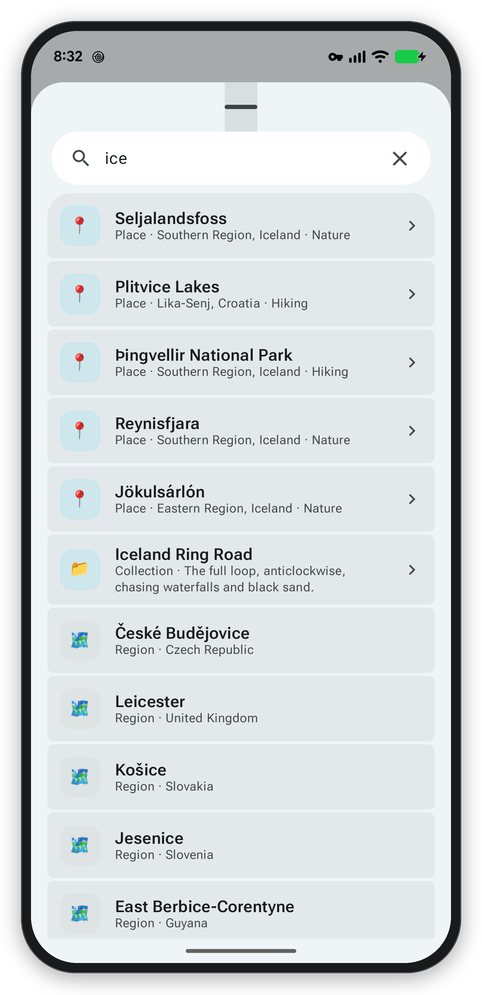 8:32
ice
Seljalandsfoss
Place · Southern Region, Iceland · Nature
Plitvice Lakes
Place · Lika-Senj, Croatia · Hiking
Þingvellir National Park
Place · Southern Region, Iceland · Hiking
Reynisfjara
Place · Southern Region, Iceland · Nature
Jökulsárlón
Place · Eastern Region, Iceland · Nature
Iceland Ring Road
Collection · The full loop, anticlockwise,
chasing waterfalls and black sand.
České Budějovice
Region · Czech Republic
Leicester
Region · United Kingdom
Košice
Region · Slovakia
Jesenice
Region · Slovenia
East Berbice-Corentyne
Region · Guyana